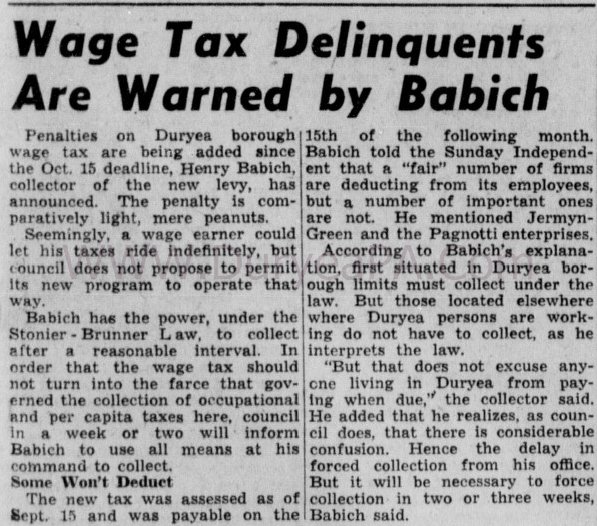 Wage Tax Delinquents
Are Warned by Babich
Penalties on Duryea borough
wage tax are being added since
the Oct. 15 deadline, Henry Babich,
collector of the new levy, has
announced. The penalty is com-
paratively light, mere peanuts.
Seemingly, a wage earner could
let his taxes ride indefinitely, but
council does not propose to permit
its new program to operate that
way.
Babich has the power, under the
Stonier-Brunner Law, to collect
after a reasonable interval. In
order that the wage tax should
not turn into the farce that gov-
erned the collection of occupational
and per capita taxes here, council
in a week or two will inform
Babich to use all means at his
command to collect.
Some Won't Deduct
The new tax was assessed as of
Sept. 15 and was payable on the
15th of the following month.
Babich told the Sunday Independ-
ent that a "fair" number of firms
are deducting from its employees,
but a number of important ones
are not. He mentioned Jermyn-
Green and the Pagnotti enterprises.
According to Babich's explana-
tion, first situated in Duryea bor-
ough limits must collect under the
law. But those located elsewhere
where Duryea persons are work-
ing do not have to collect, as he
interprets the law.
"But that does not excuse any-
one living in Duryea from pay-
ing when due," the collector said.
He added that he realizes, as coun-
cil does, that there is considerable
confusion. Hence the delay in
forced collection from his office.
But it will be necessary to force
collection in two or three weeks,
Babich said.
www.DuryeaPA.com